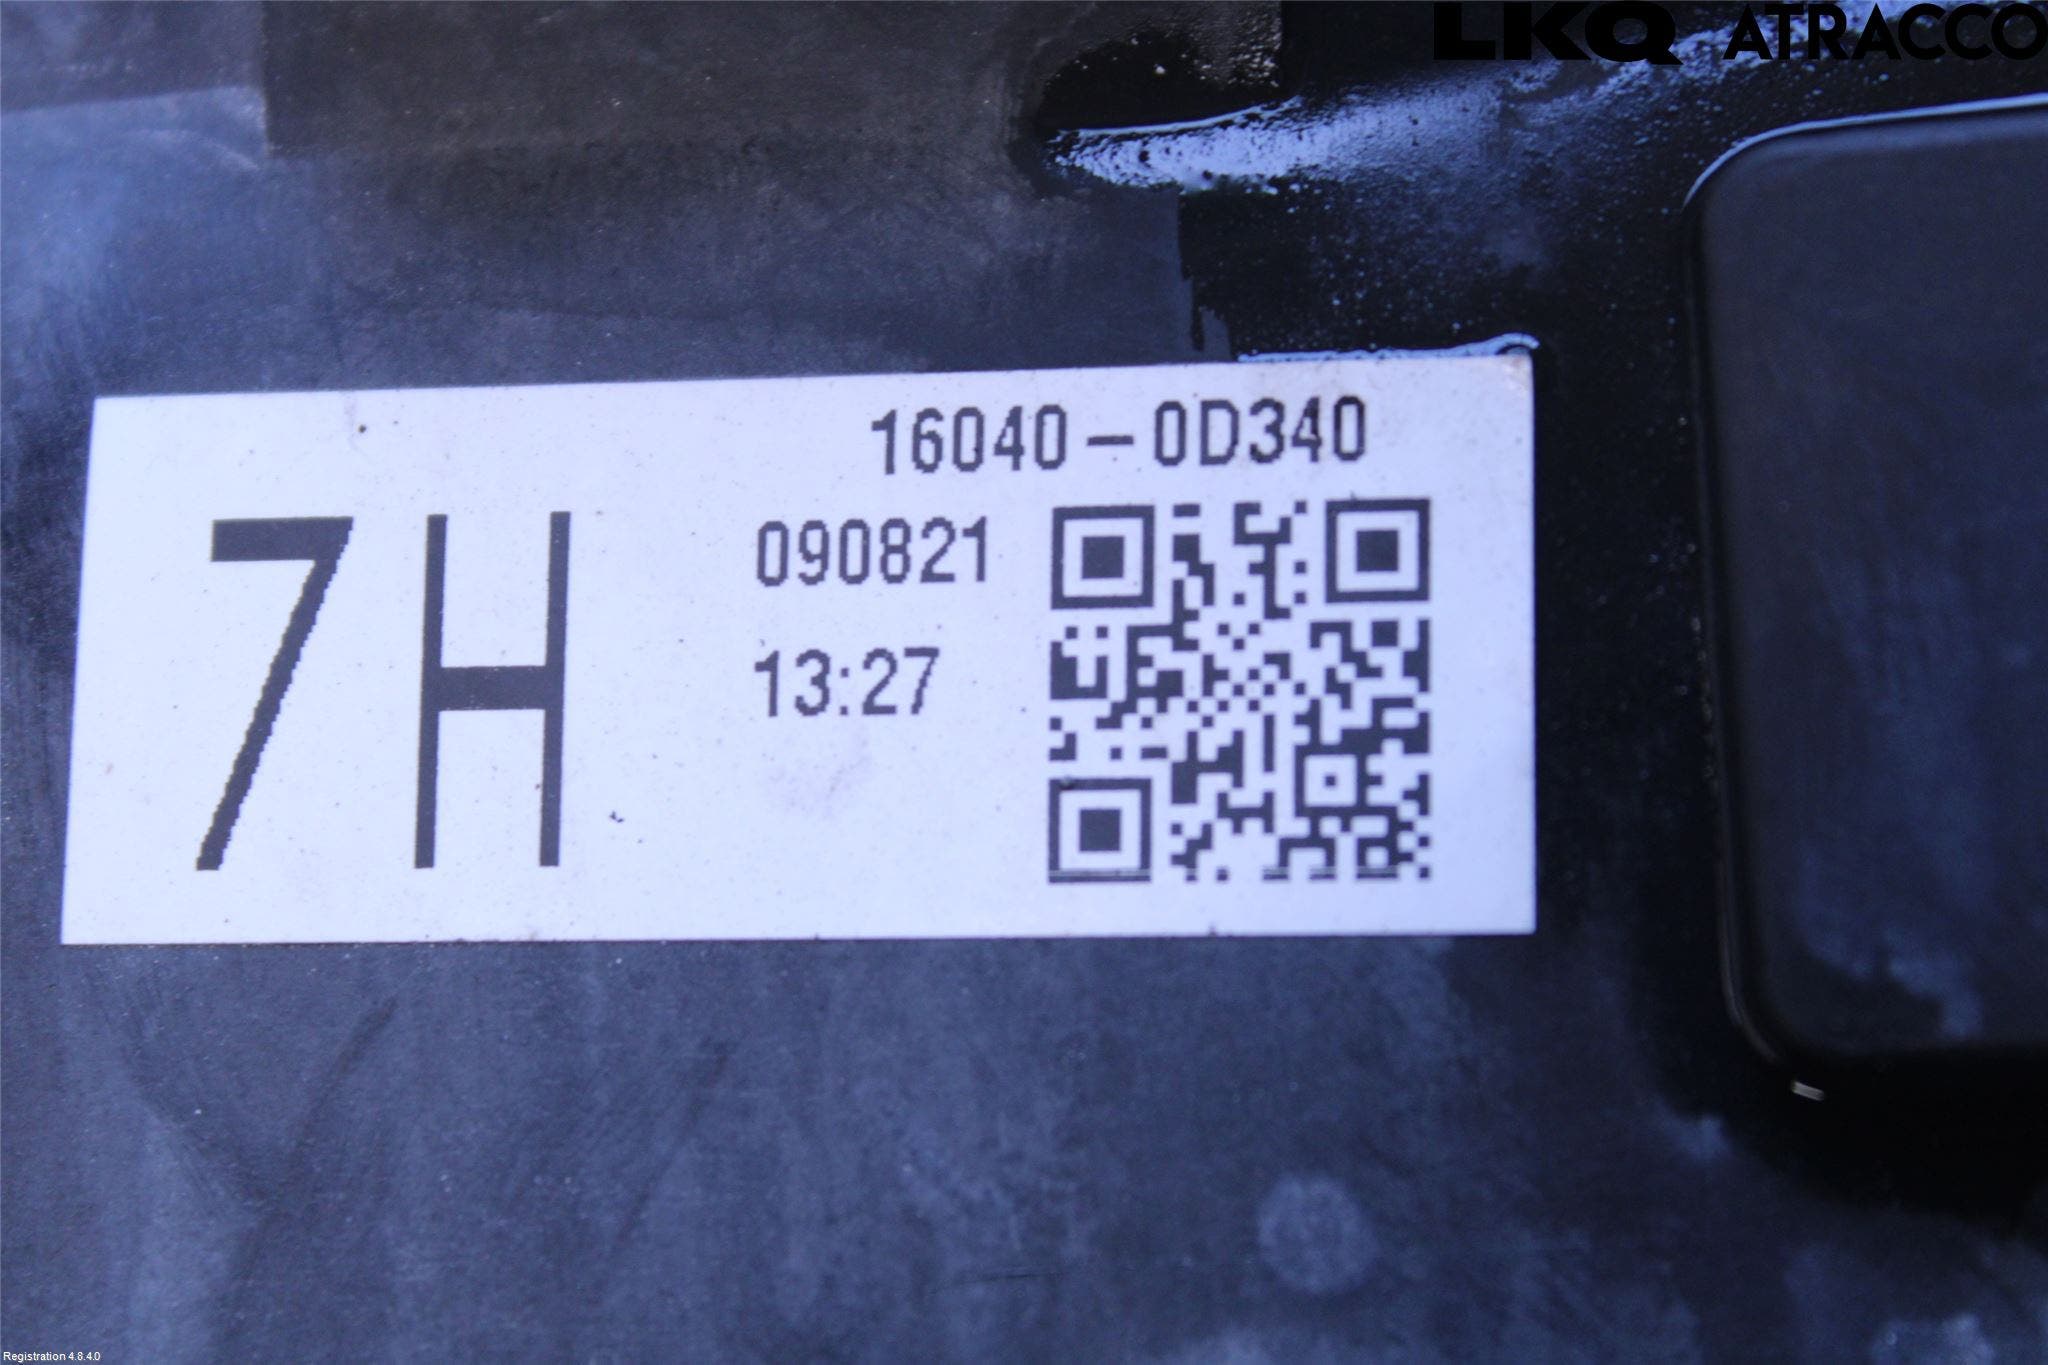 LKQ ATRACCO
16040-0D340
7H
090821
13:27
Registration 4.8.4.0